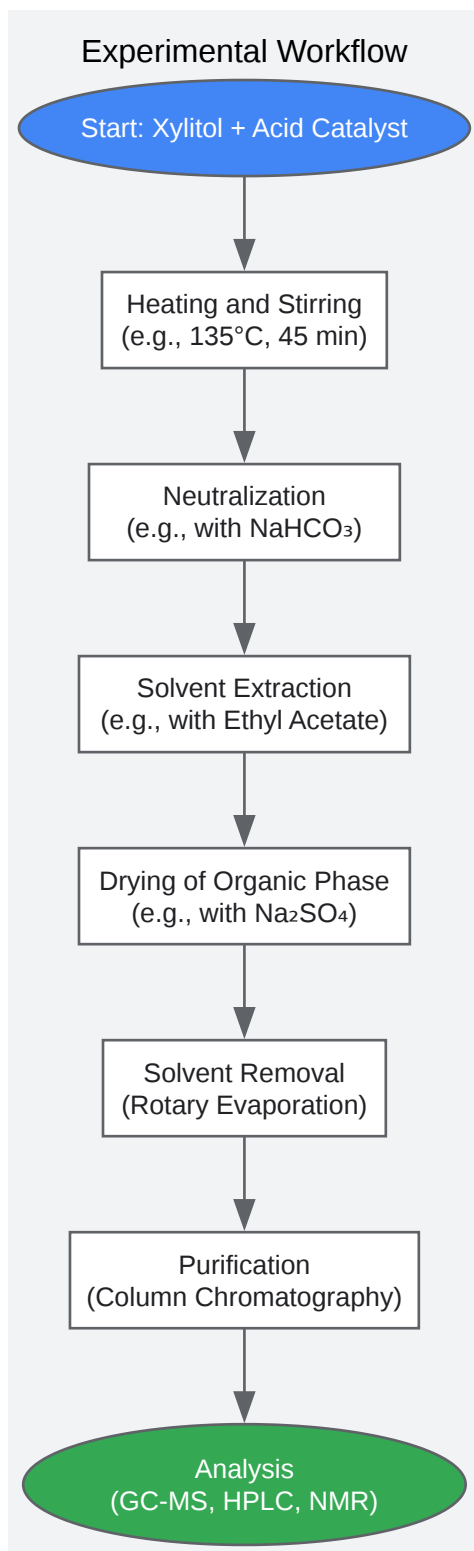 Experimental Workflow
Start: Xylitol + Acid Catalyst
Heating and Stirring
(e.g., 135°C, 45 min)
Neutralization
(e.g., with NaHCO₃)
Solvent Extraction
(e.g., with Ethyl Acetate)
Drying of Organic Phase
(e.g., with Na₂SO₄)
Solvent Removal
(Rotary Evaporation)
Purification
(Column Chromatography)
Analysis
(GC-MS, HPLC, NMR)